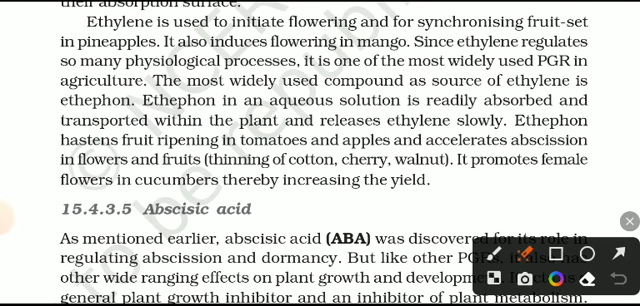 their absorption surface.
Ethylene is used to initiate flowering and for synchronising fruit-set
in pineapples. It also induces flowering in mango. Since ethylene regulates
so many physiological processes, it is one of the most widely used PGR in
agriculture. The most widely used compound as source of ethylene is
ethephon. Ethephon in an aqueous solution is readily absorbed and
transported within the plant and releases ethylene slowly. Ethephon
hastens fruit ripening in tomatoes and apples and accelerates abscission
in flowers and fruits (thinning of cotton, cherry, walnut). It promotes female
flowers in cucumbers thereby increasing the yield.
15.4.3.5 Abscisic acid
As mentioned earlier, abscisic acid (ABA) was discovered for its role in
regulating abscission and dormancy. But like other
other wide ranging effects on plant growth and
general plant growth inhibitor and an inhibitor of plant metabolism.
© NCERT
to be republi